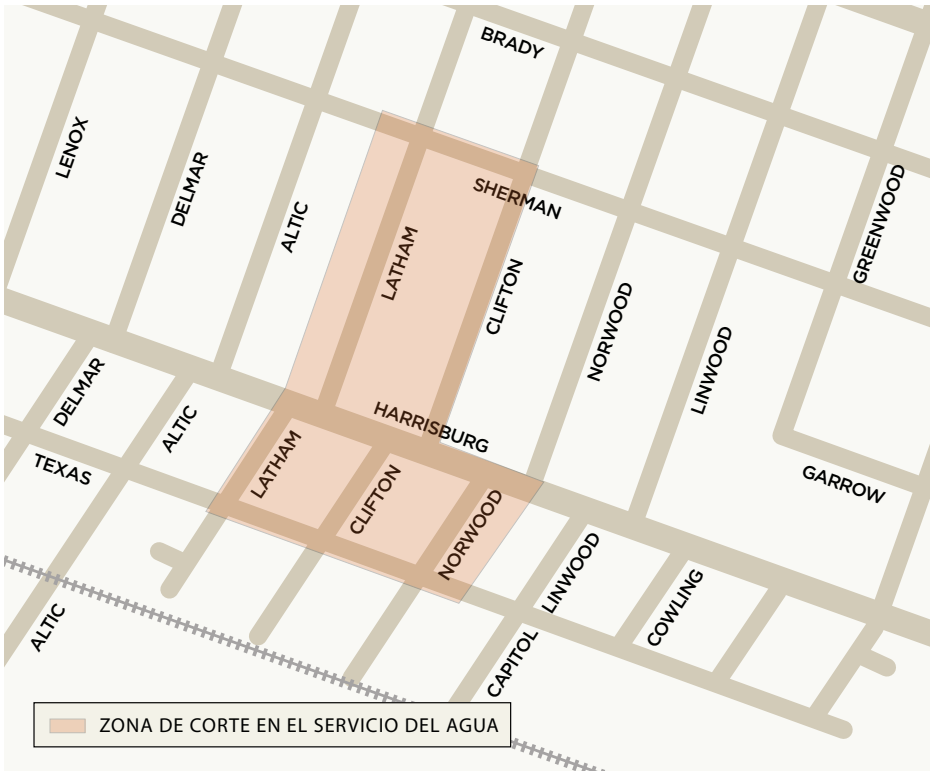 BRADY
LENOX
DELMAR
ALTIC
SHERMAN
GREENWOOD
LATHAM
CLIFTON
NORWOOD
LINWOOD
DELMAR
ALTIC
HARRISBURG
TEXAS
LATHAM
CLIFTON
NORWOOD
GARROW
LINWOOD
COWLING
ALTIC
CAPITOL
ZONA DE CORTE EN EL SERVICIO DEL AGUA